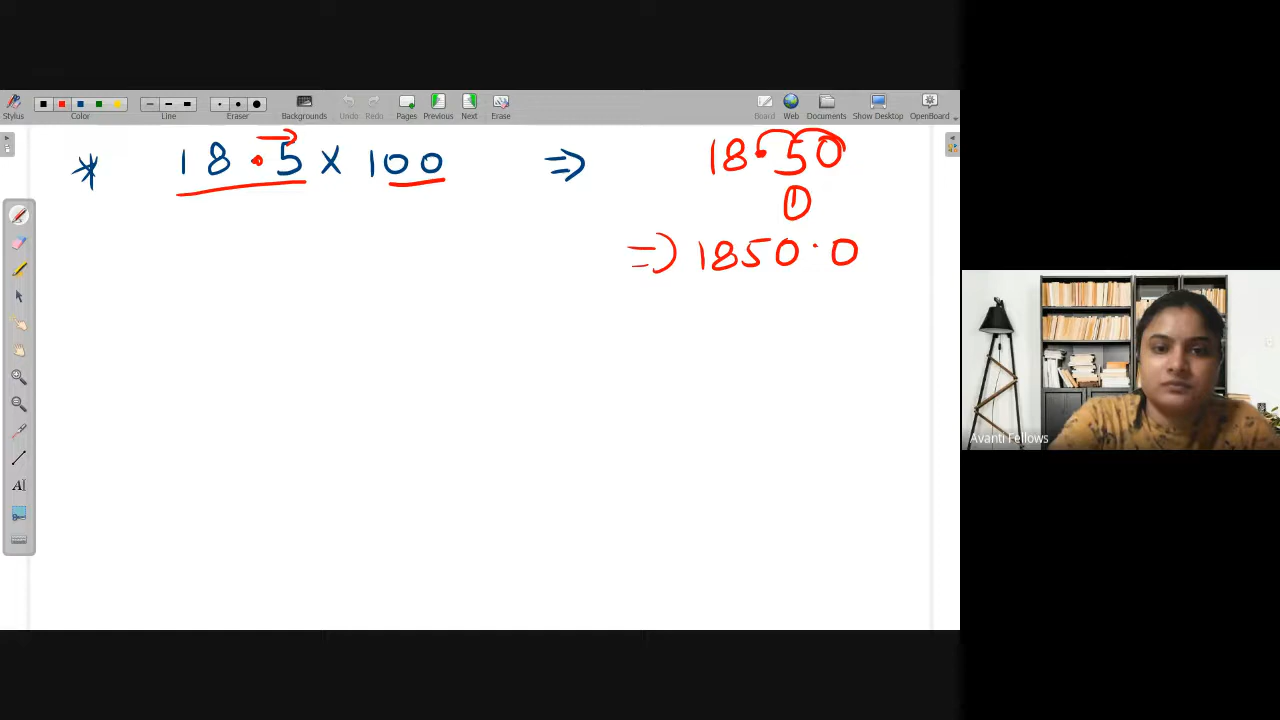 Stylus Color Line Eraser Backgrounds Undo Redo Pages Previous Next Erase Board Web Documents Show Desktop OpenBoard
* 18.5 x 100 ⇒ 18.50
1
⇒ 1850.0
Avanti Fellows